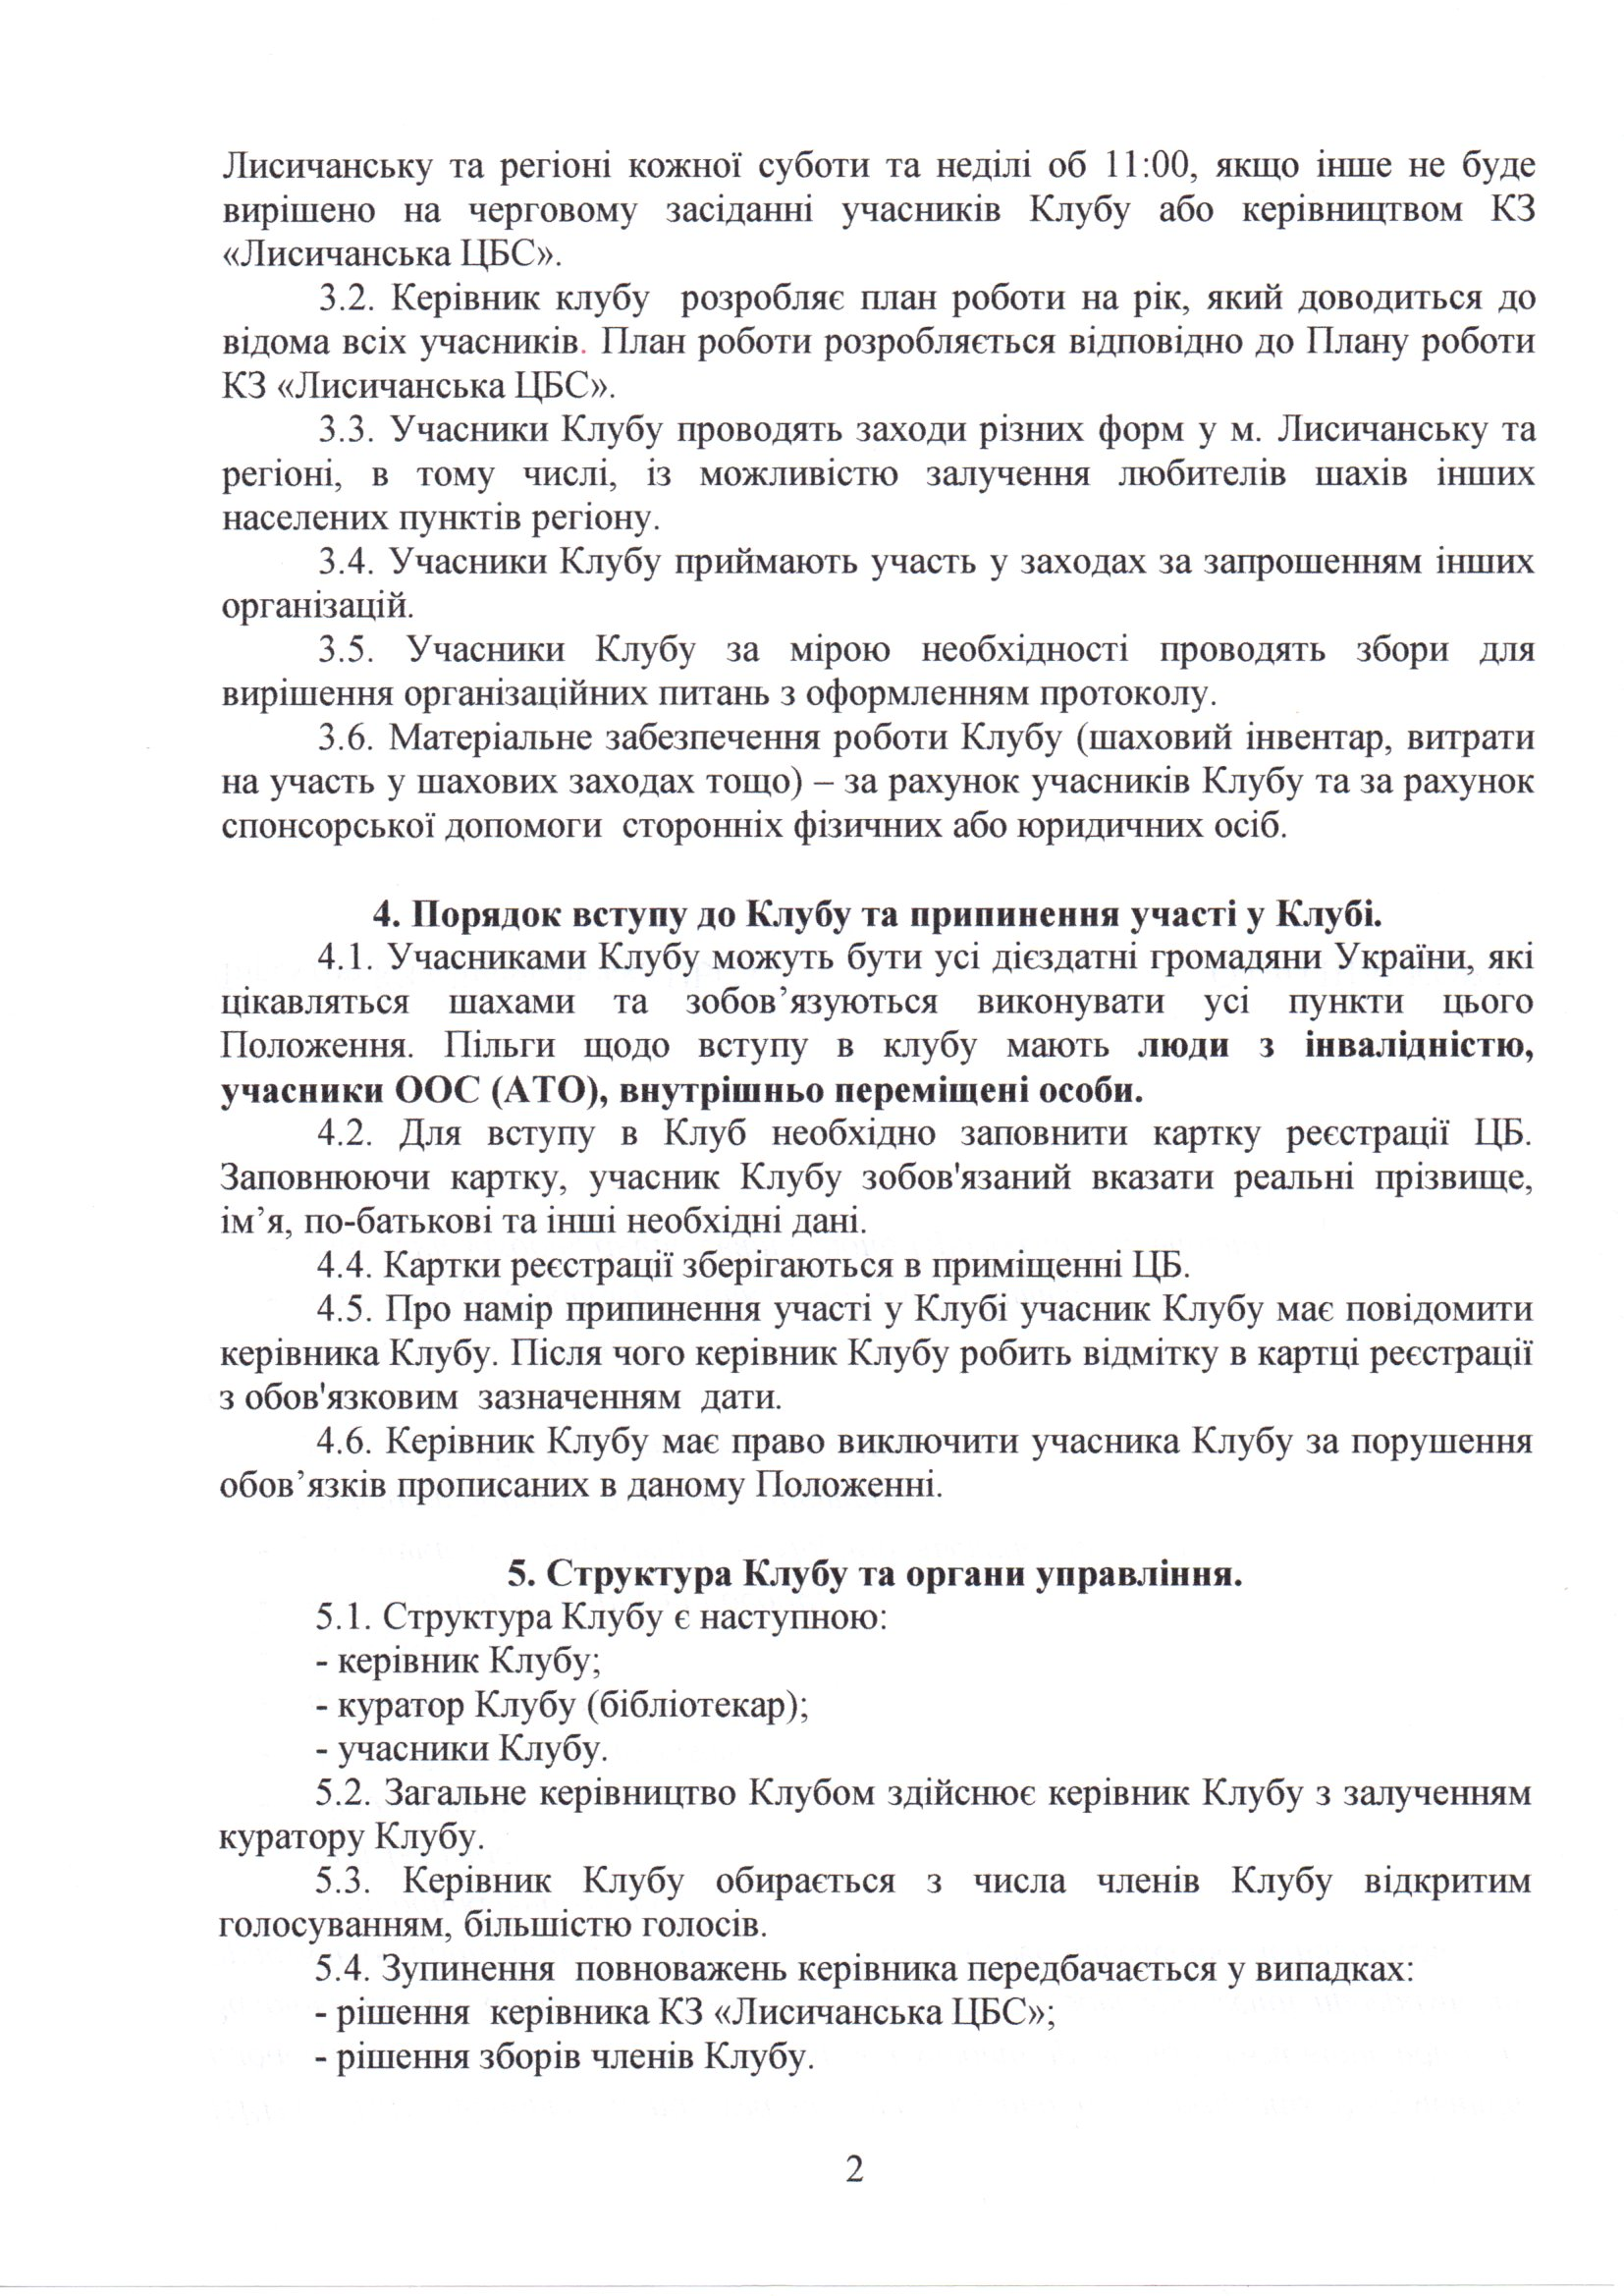 Лисичанську та регіоні кожної суботи та неділі об 11:00, якщо інше не буде
вирішено на черговому засіданні учасників Клубу або керівництвом КЗ
«Лисичанська ЦБС».
3.2. Керівник клубу розробляє план роботи на рік, який доводиться до
відома всіх учасників. План роботи розробляється відповідно до Плану роботи
КЗ «Лисичанська ЦБС».
3.3. Учасники Клубу проводять заходи різних форм у м. Лисичанську та
регіоні, в тому числі, із можливістю залучення любителів шахів інших
населених пунктів регіону.
3.4. Учасники Клубу приймають участь у заходах за запрошенням інших
організацій.
3.5. Учасники Клубу за мірою необхідності проводять збори для
вирішення організаційних питань з оформленням протоколу.
3.6. Матеріальне забезпечення роботи Клубу (шаховий інвентар, витрати
на участь у шахових заходах тощо) – за рахунок учасників Клубу та за рахунок
спонсорської допомоги сторонніх фізичних або юридичних осіб.
4. Порядок вступу до Клубу та припинення участі у Клубі.
4.1. Учасниками Клубу можуть бути усі дієздатні громадяни України, які
цікавляться шахами та зобов’язуються виконувати усі пункти цього
Положення. Пільги щодо вступу в клубу мають люди з інвалідністю,
учасники ООС (АТО), внутрішньо переміщені особи.
4.2. Для вступу в Клуб необхідно заповнити картку реєстрації ЦБ.
Заповнюючи картку, учасник Клубу зобов'язаний вказати реальні прізвище,
ім’я, по-батькові та інші необхідні дані.
4.4. Картки реєстрації зберігаються в приміщенні ЦБ.
4.5. Про намір припинення участі у Клубі учасник Клубу має повідомити
керівника Клубу. Після чого керівник Клубу робить відмітку в картці реєстрації
з обов'язковим зазначенням дати.
4.6. Керівник Клубу має право виключити учасника Клубу за порушення
обов’язків прописаних в даному Положенні.
5. Структура Клубу та органи управління.
5.1. Структура Клубу є наступною:
- керівник Клубу;
- куратор Клубу (бібліотекар);
- учасники Клубу.
5.2. Загальне керівництво Клубом здійснює керівник Клубу з залученням
куратору Клубу.
5.3. Керівник Клубу обирається з числа членів Клубу відкритим
голосуванням, більшістю голосів.
5.4. Зупинення повноважень керівника передбачається у випадках:
- рішення керівника КЗ «Лисичанська ЦБС»;
- рішення зборів членів Клубу.
2